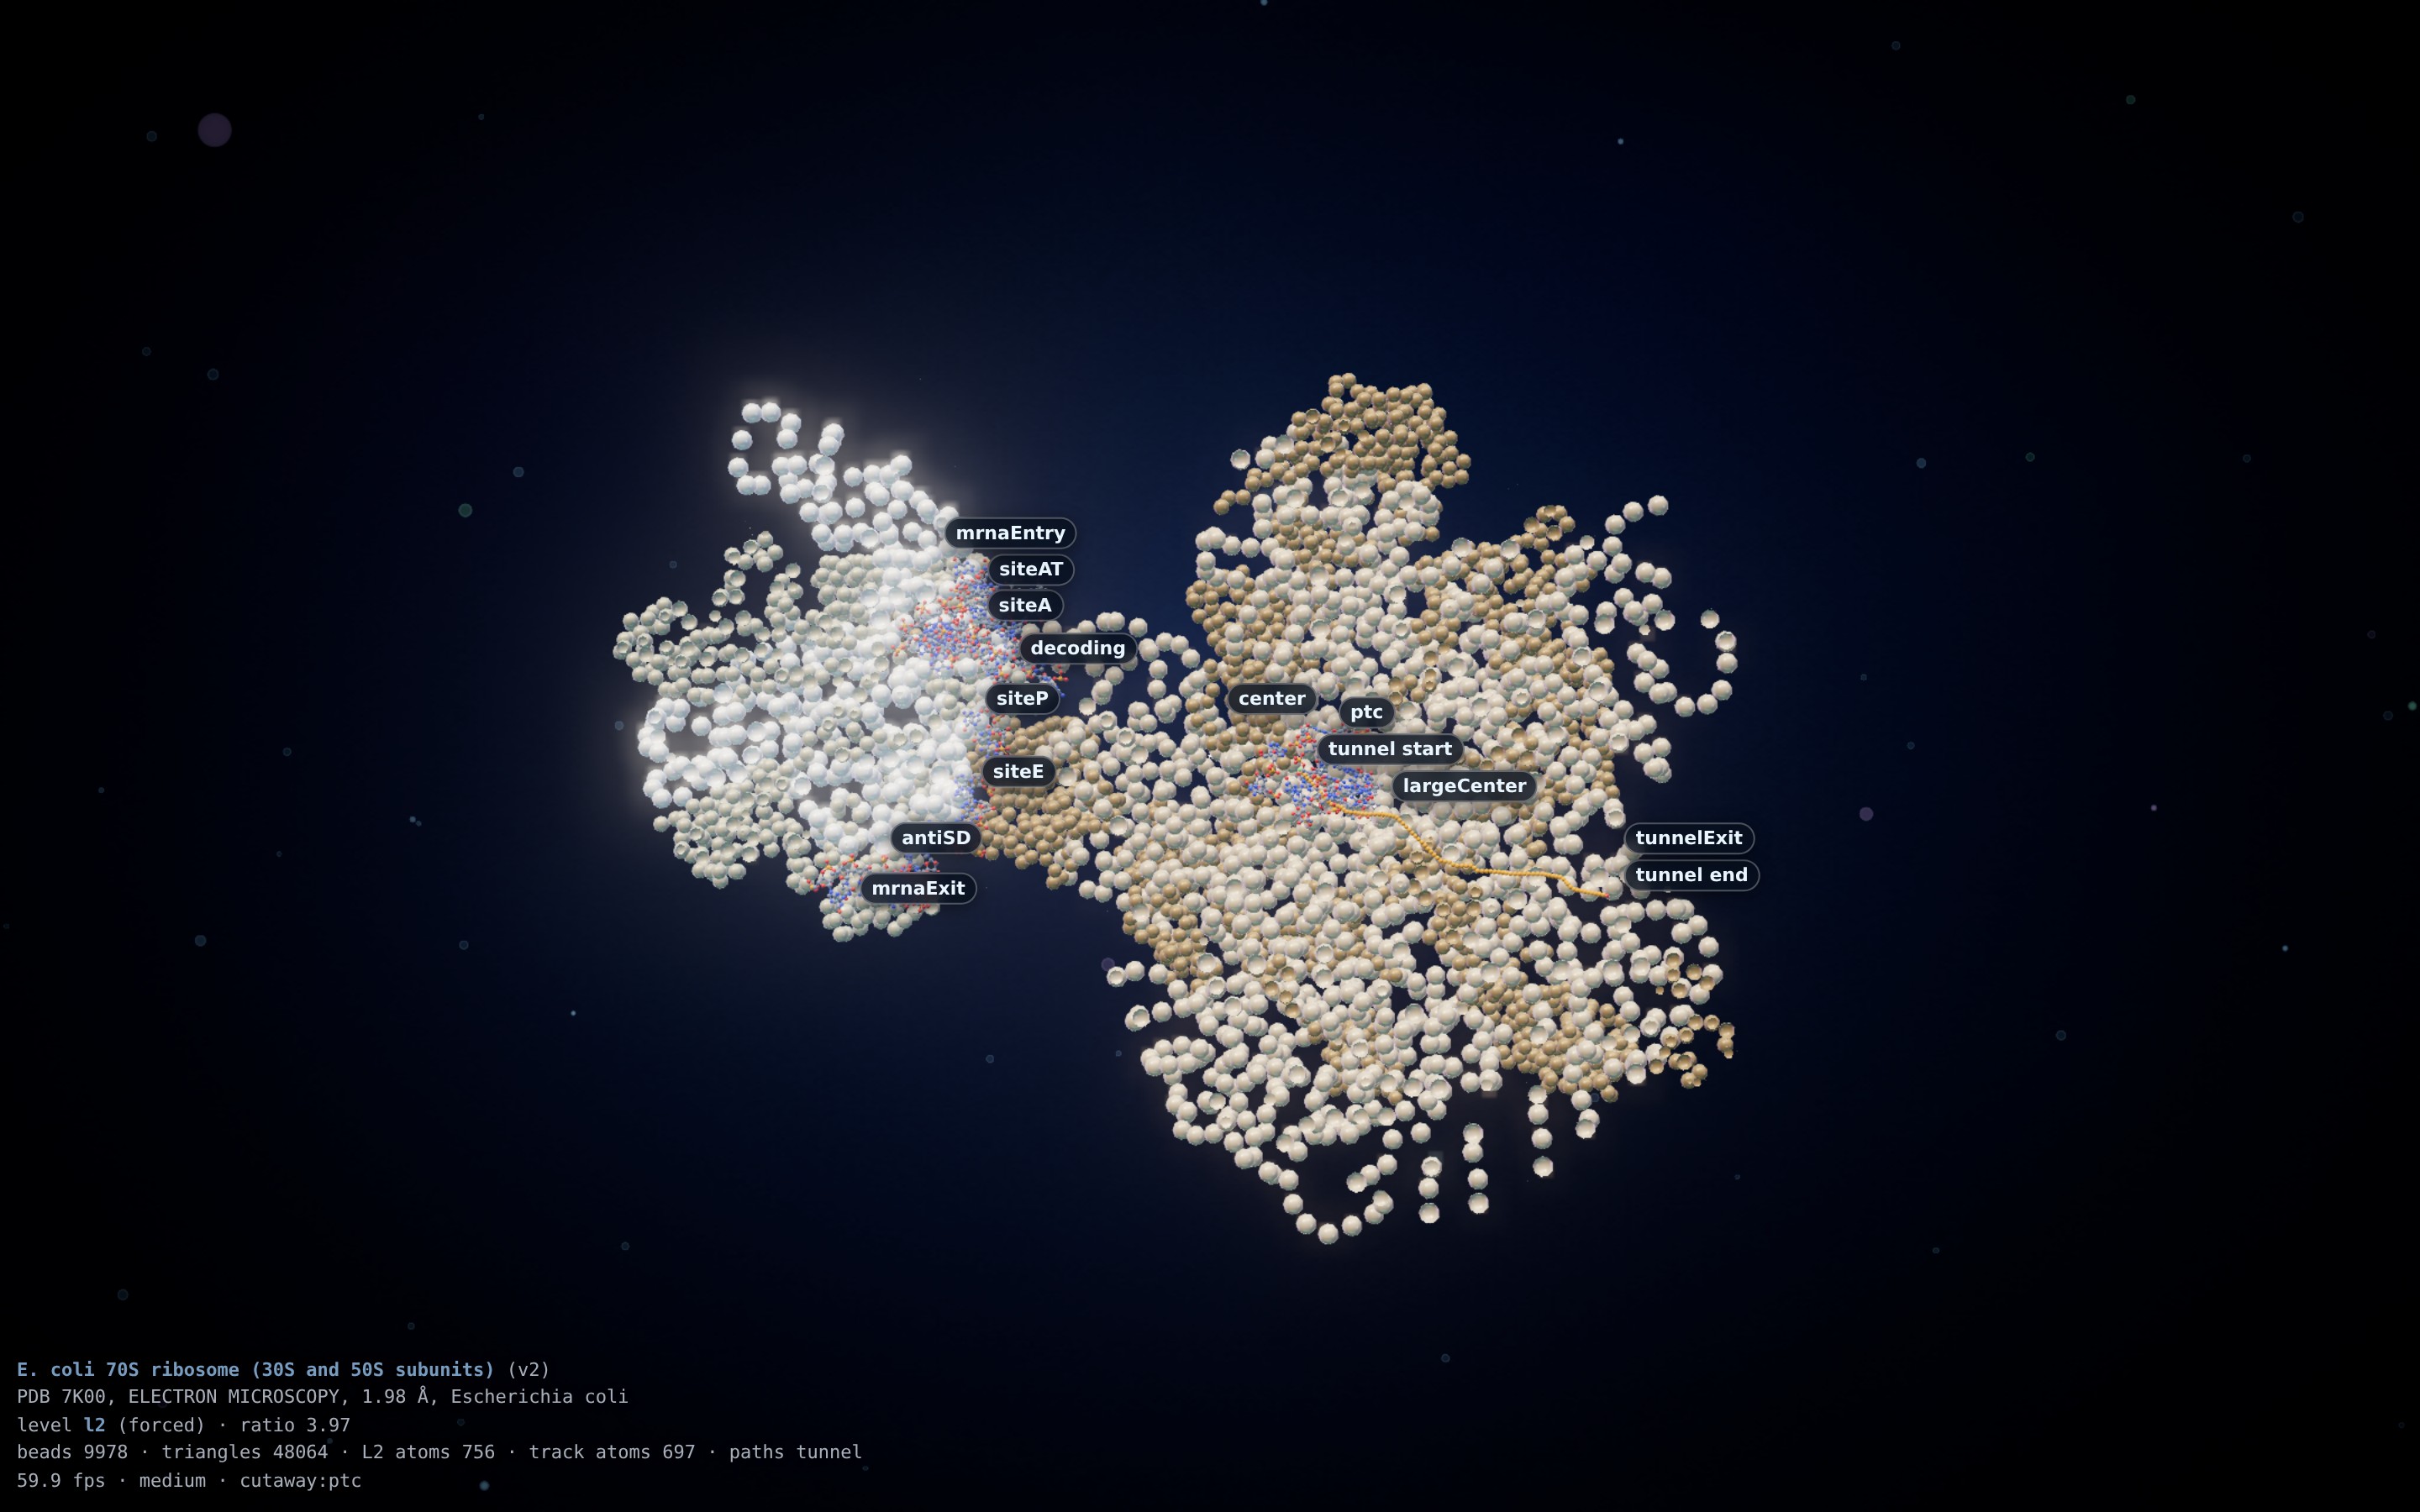 mrnaEntry
siteAT
siteA
decoding
siteP
center
ptc
tunnel start
siteE
largeCenter
antiSD
tunnelExit
tunnel end
mrnaExit
E. coli 70S ribosome (30S and 50S subunits) (v2)
PDB 7K00, ELECTRON MICROSCOPY, 1.98 Å, Escherichia coli
level l2 (forced) · ratio 3.97
beads 9978 · triangles 48064 · L2 atoms 756 · track atoms 697 · paths tunnel
59.9 fps · medium · cutaway:ptc